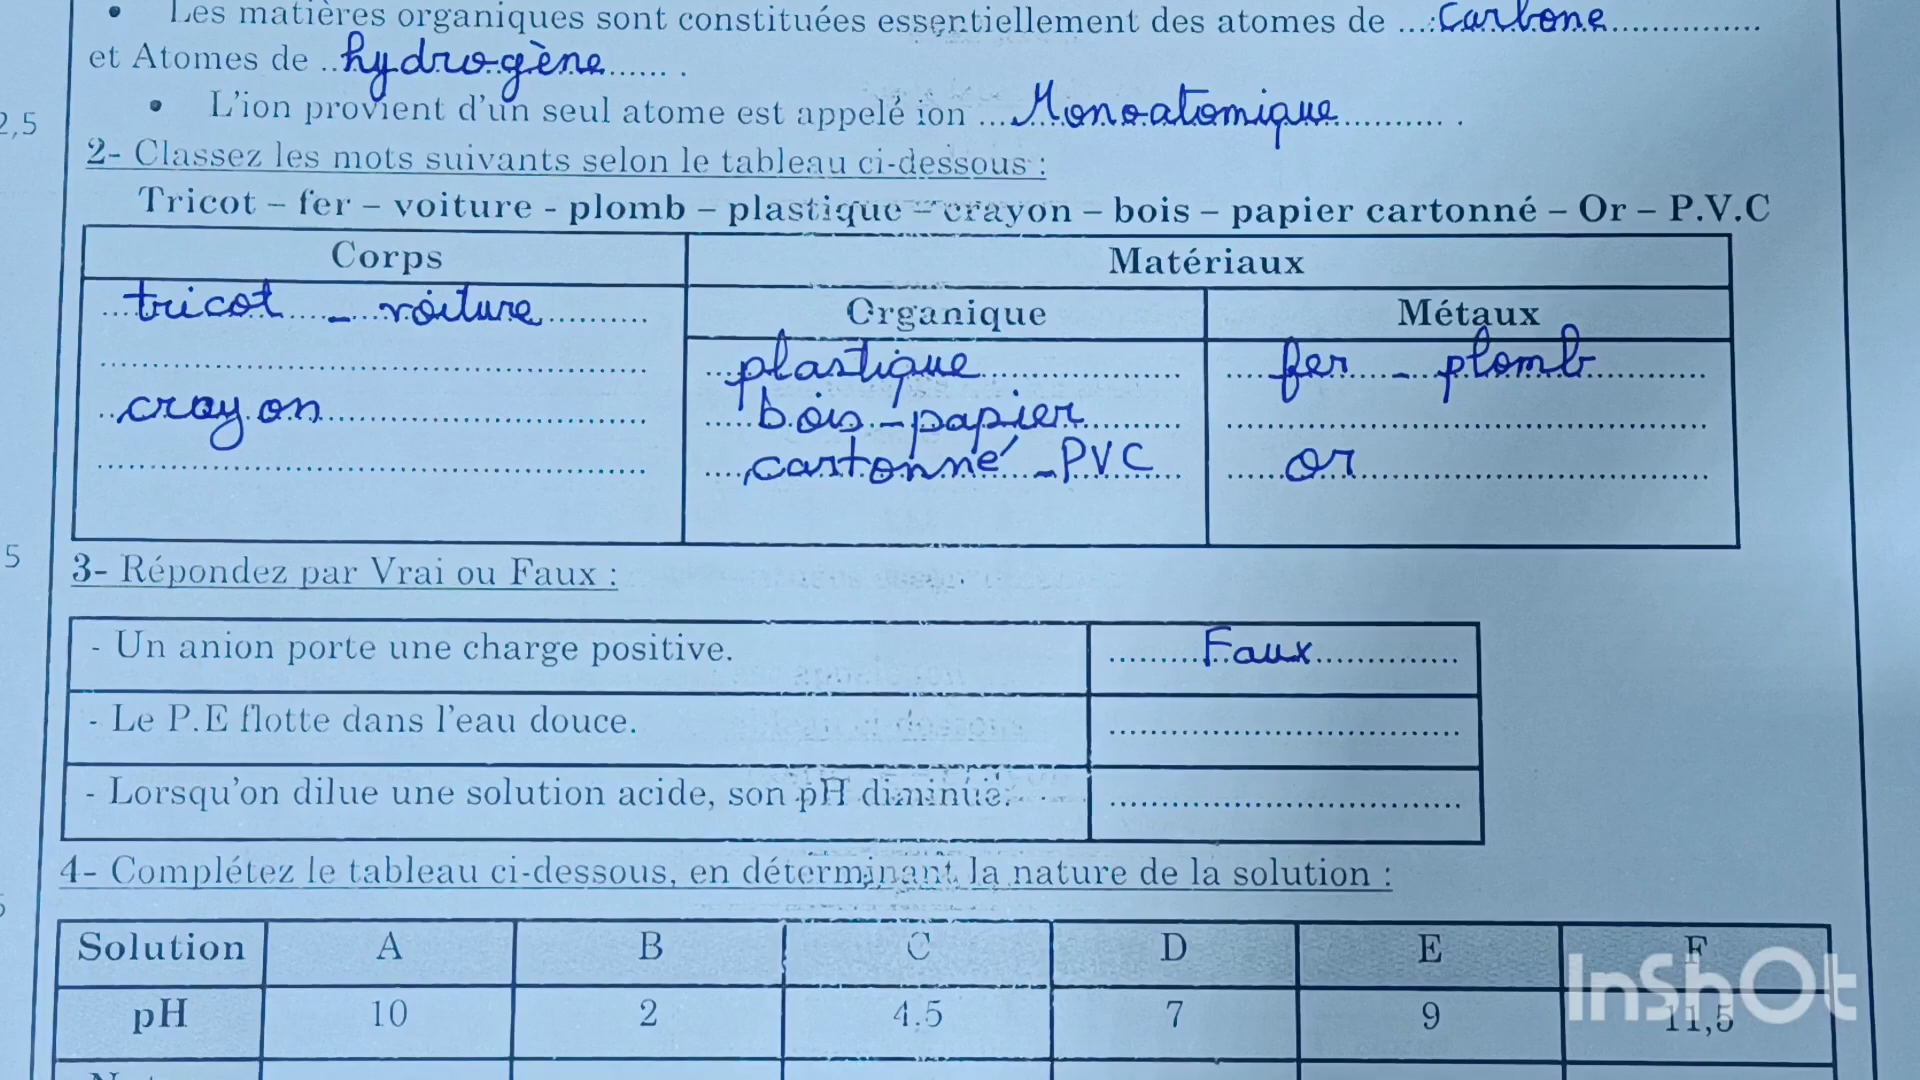 • Les matières organiques sont constituées essentiellement des atomes de ....Carbone...............
et Atomes de ..hydrogène....... .
• L'ion provient d'un seul atome est appelé ion ...Monoatomique........... .
2,5
2- Classez les mots suivants selon le tableau ci-dessous :
Tricot – fer – voiture - plomb – plastique – crayon – bois – papier cartonné – Or – P.V.C
Corps Matériaux
tricot - voiture Organique Métaux
plastique fer - plomb
crayon bois - papier
cartonné - PVC or
5
3- Répondez par Vrai ou Faux :
- Un anion porte une charge positive. Faux
- Le P.E flotte dans l'eau douce.
- Lorsqu'on dilue une solution acide, son pH diminue.
4- Complétez le tableau ci-dessous, en déterminant la nature de la solution :
Solution A B C D E F
pH 10 2 4.5 7 9 11,5
InShOt